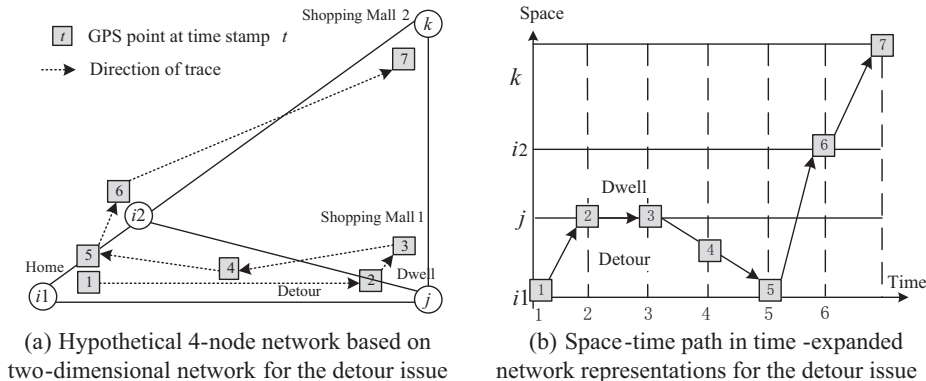 Shopping Mall 2
k
t GPS point at time stamp t
Direction of trace
7
6
i2
Shopping Mall 1
5
4
3
Home
1
2
Dwell
Detour
i1
j
(a) Hypothetical 4-node network based on
two-dimensional network for the detour issue
Space
7
k
i2
6
Dwell
j
2
3
4
Detour
i1
1
5
Time
1 2 3 4 5 6
(b) Space-time path in time -expanded
network representations for the detour issue